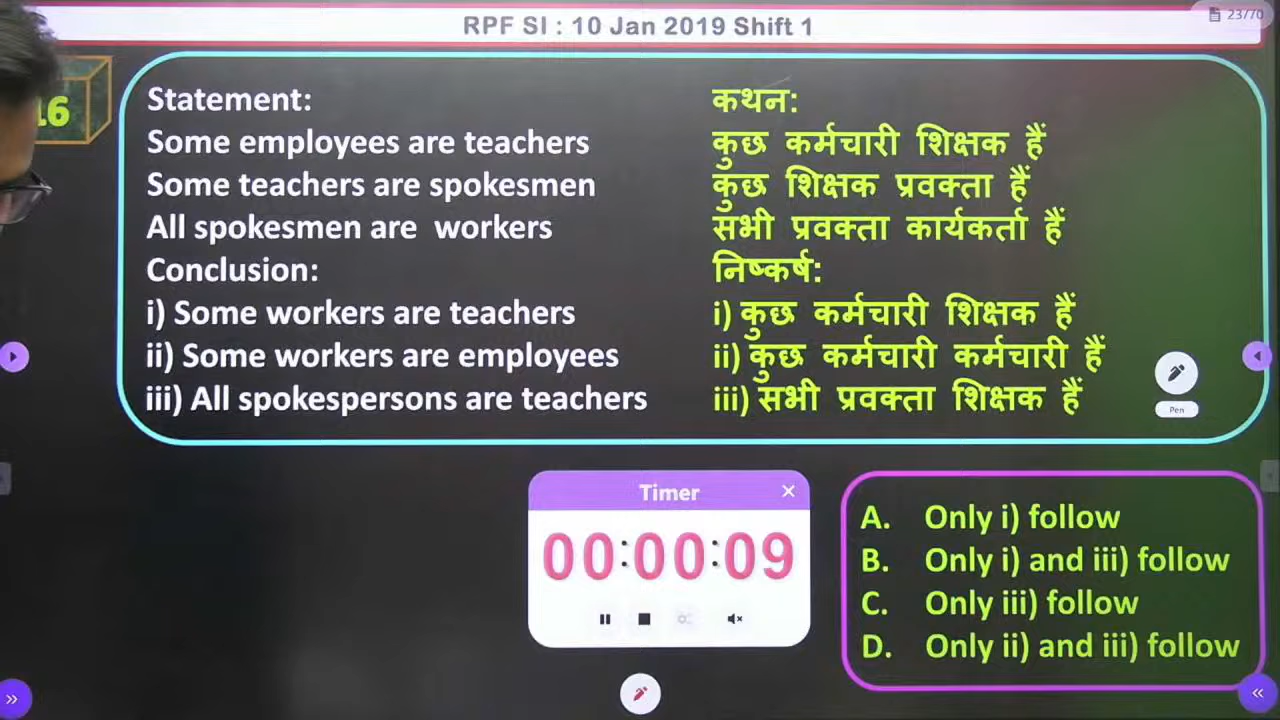 RPF SI : 10 Jan 2019 Shift 1
23/70
16
Statement:
Some employees are teachers
Some teachers are spokesmen
All spokesmen are workers
Conclusion:
i) Some workers are teachers
ii) Some workers are employees
iii) All spokespersons are teachers
कथन:
कुछ कर्मचारी शिक्षक हैं
कुछ शिक्षक प्रवक्ता हैं
सभी प्रवक्ता कार्यकर्ता हैं
निष्कर्ष:
i) कुछ कर्मचारी शिक्षक हैं
ii) कुछ कर्मचारी कर्मचारी हैं
iii) सभी प्रवक्ता शिक्षक हैं
Pen
Timer
00:00:09
A. Only i) follow
B. Only i) and iii) follow
C. Only iii) follow
D. Only ii) and iii) follow